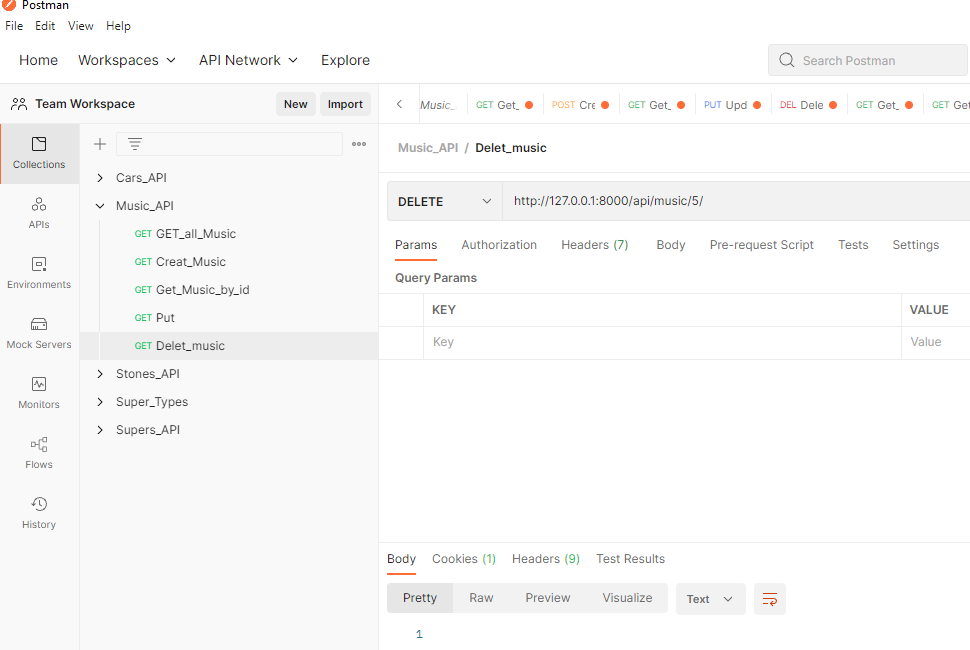 Postman
File Edit View Help
Home Workspaces API Network Explore
Search Postman
Team Workspace
New Import
Music_ GET Get_ POST Cre GET Get_ PUT Upd DEL Dele GET Get_ GET Get
Collections
APIs
Environments
Mock Servers
Monitors
Flows
History
Cars_API
Music_API
GET GET_all_Music
GET Creat_Music
GET Get_Music_by_id
GET Put
GET Delet_music
Stones_API
Super_Types
Supers_API
Music_API / Delet_music
DELETE http://127.0.0.1:8000/api/music/5/
Params Authorization Headers (7) Body Pre-request Script Tests Settings
Query Params
KEY VALUE
Key Value
Body Cookies (1) Headers (9) Test Results
Pretty Raw Preview Visualize Text
1